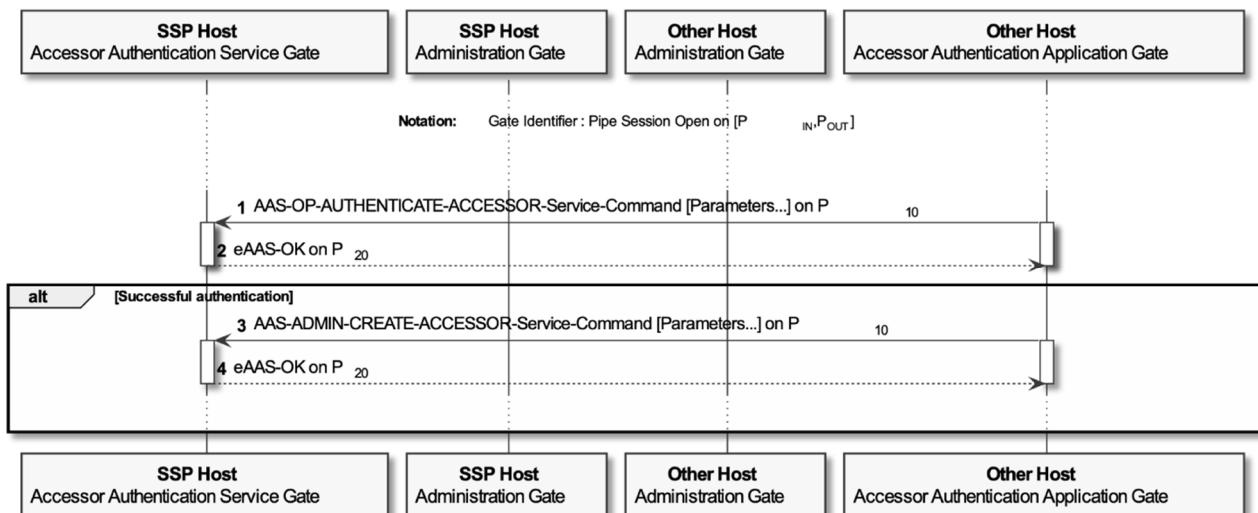 SSP Host
Accessor Authentication Service Gate
SSP Host
Administration Gate
Other Host
Administration Gate
Other Host
Accessor Authentication Application Gate
Notation: Gate Identifier : Pipe Session Open on [P IN,POUT]
1 AAS-OP-AUTHENTICATE-ACCESSOR-Service-Command [Parameters...] on P 10
2 eAAS-OK on P 20
alt [Successful authentication]
3 AAS-ADMIN-CREATE-ACCESSOR-Service-Command [Parameters...] on P 10
4 eAAS-OK on P 20
SSP Host
Accessor Authentication Service Gate
SSP Host
Administration Gate
Other Host
Administration Gate
Other Host
Accessor Authentication Application Gate